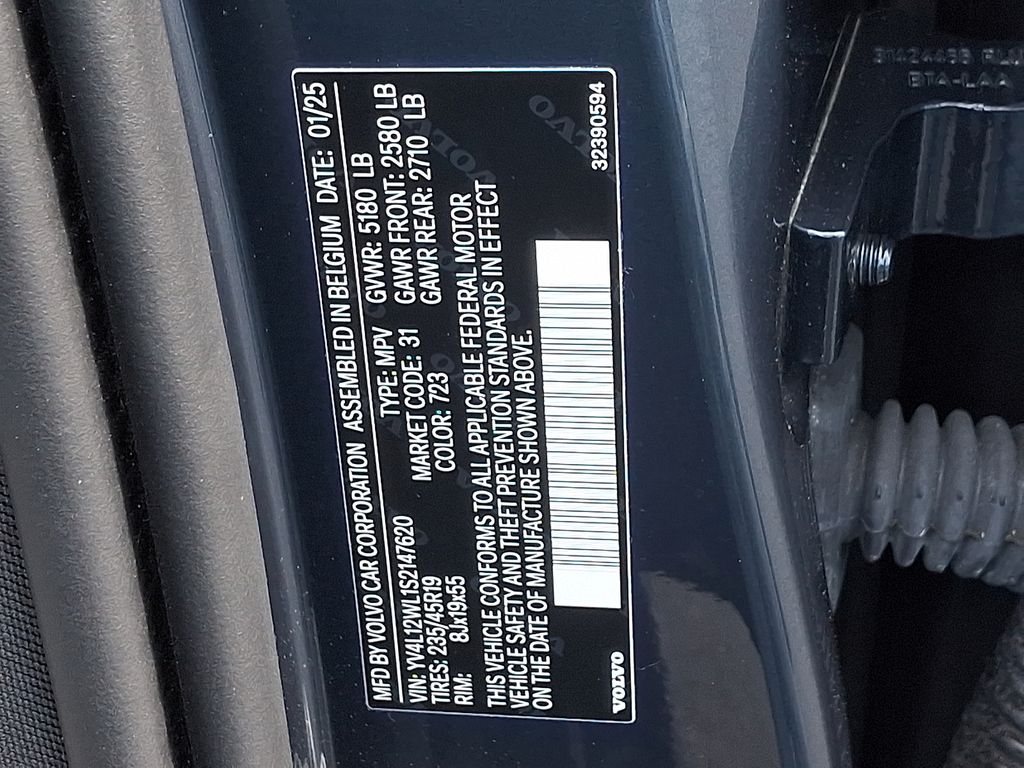 MFD BY VOLVO CAR CORPORATION ASSEMBLED IN BELGIUM DATE: 01/25
VIN: YV4L12WL1S2147620 TYPE: MPV GVWR: 5180 LB
TIRES: 235/45R19 MARKET CODE: 31 GAWR FRONT: 2580 LB
RIM: 8Jx19x55 COLOR: 723 GAWR REAR: 2710 LB
THIS VEHICLE CONFORMS TO ALL APPLICABLE FEDERAL MOTOR
VEHICLE SAFETY AND THEFT PREVENTION STANDARDS IN EFFECT
ON THE DATE OF MANUFACTURE SHOWN ABOVE.
VOLVO 32390594
BTA-LAA